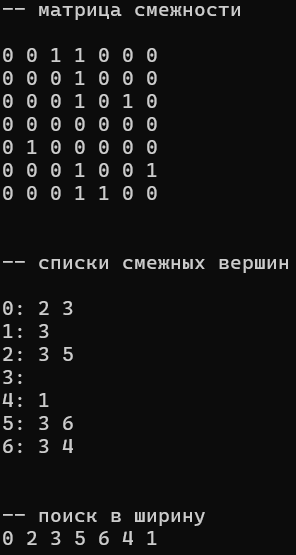 -- матрица смежности
0 0 1 1 0 0 0
0 0 0 1 0 0 0
0 0 0 1 0 1 0
0 0 0 0 0 0 0
0 1 0 0 0 0 0
0 0 0 1 0 0 1
0 0 0 1 1 0 0
-- списки смежных вершин
0: 2 3
1: 3
2: 3 5
3:
4: 1
5: 3 6
6: 3 4
-- поиск в ширину
0 2 3 5 6 4 1